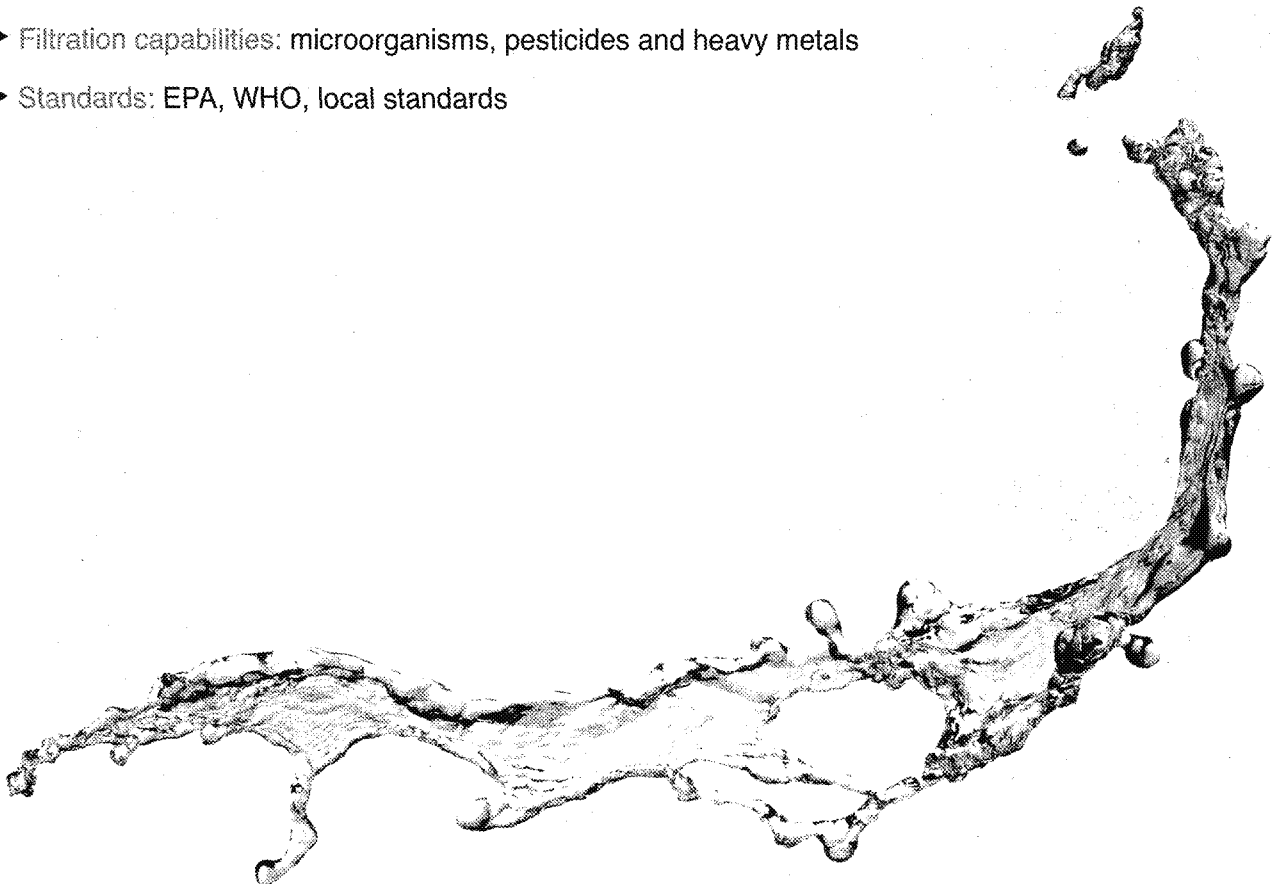 Filtration capabilities: microorganisms, pesticides and heavy metals
Standards: EPA, WHO, local standards